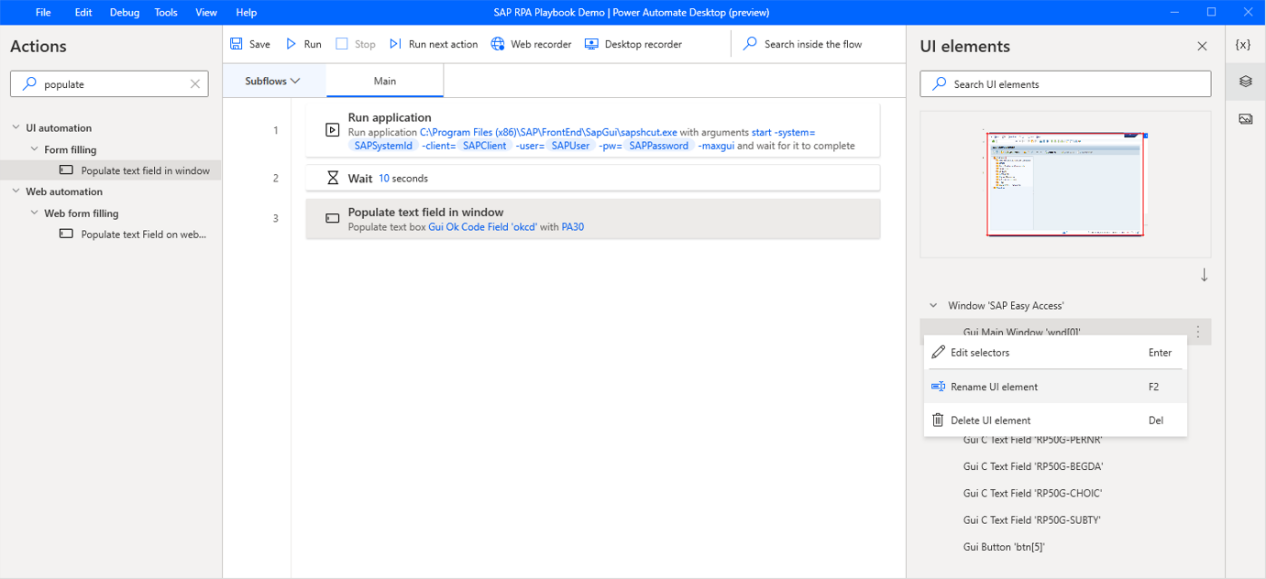 File Edit Debug Tools View Help SAP RPA Playbook Demo | Power Automate Desktop (preview)
Actions
populate
UI automation
Form filling
Populate text field in window
Web automation
Web form filling
Populate text Field on web...
Save Run Stop Run next action Web recorder Desktop recorder Search inside the flow
Subflows Main
1
Run application
Run application C:\Program Files (x86)\SAP\FrontEnd\SapGui\sapshcut.exe with arguments start -system=
SAPSystemId -client= SAPClient -user= SAPUser -pw= SAPPassword -maxgui and wait for it to complete
2
Wait 10 seconds
3
Populate text field in window
Populate text box Gui Ok Code Field 'okcd' with PA30
UI elements
{x}
Search UI elements
Window 'SAP Easy Access'
Gui Main Window 'wnd[0]'
Edit selectors Enter
Rename UI element F2
Delete UI element Del
Gui C Text Field 'RP50G-PERNR'
Gui C Text Field 'RP50G-BEGDA'
Gui C Text Field 'RP50G-CHOIC'
Gui C Text Field 'RP50G-SUBTY'
Gui Button 'btn[5]'